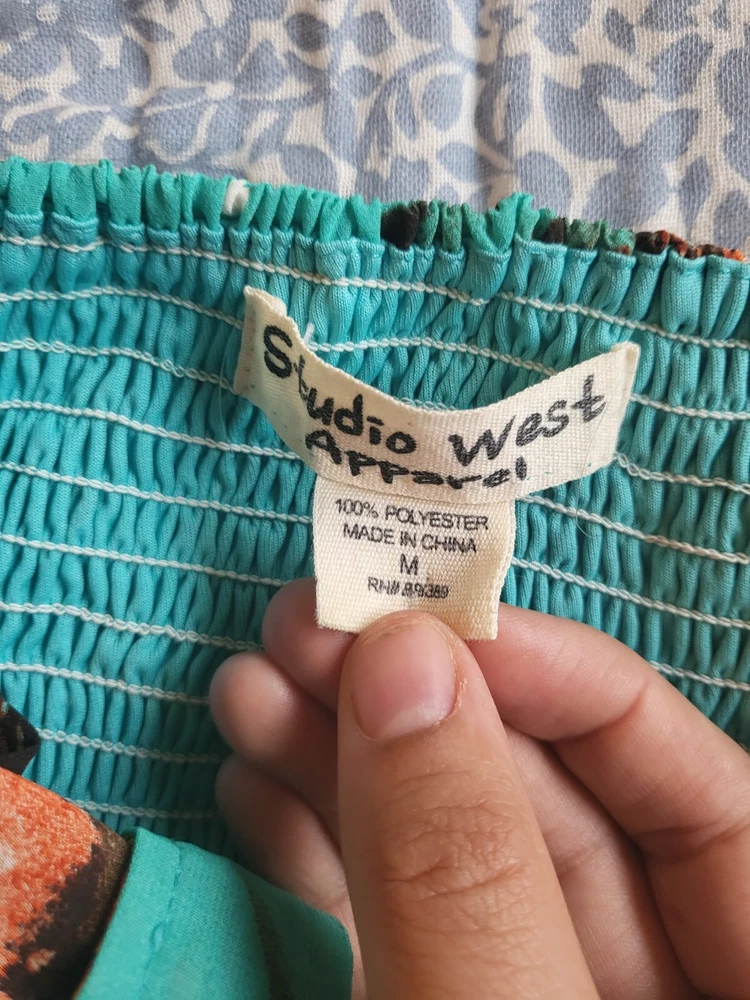 Studio West
Apparel
100% POLYESTER
MADE IN CHINA
M
RN#